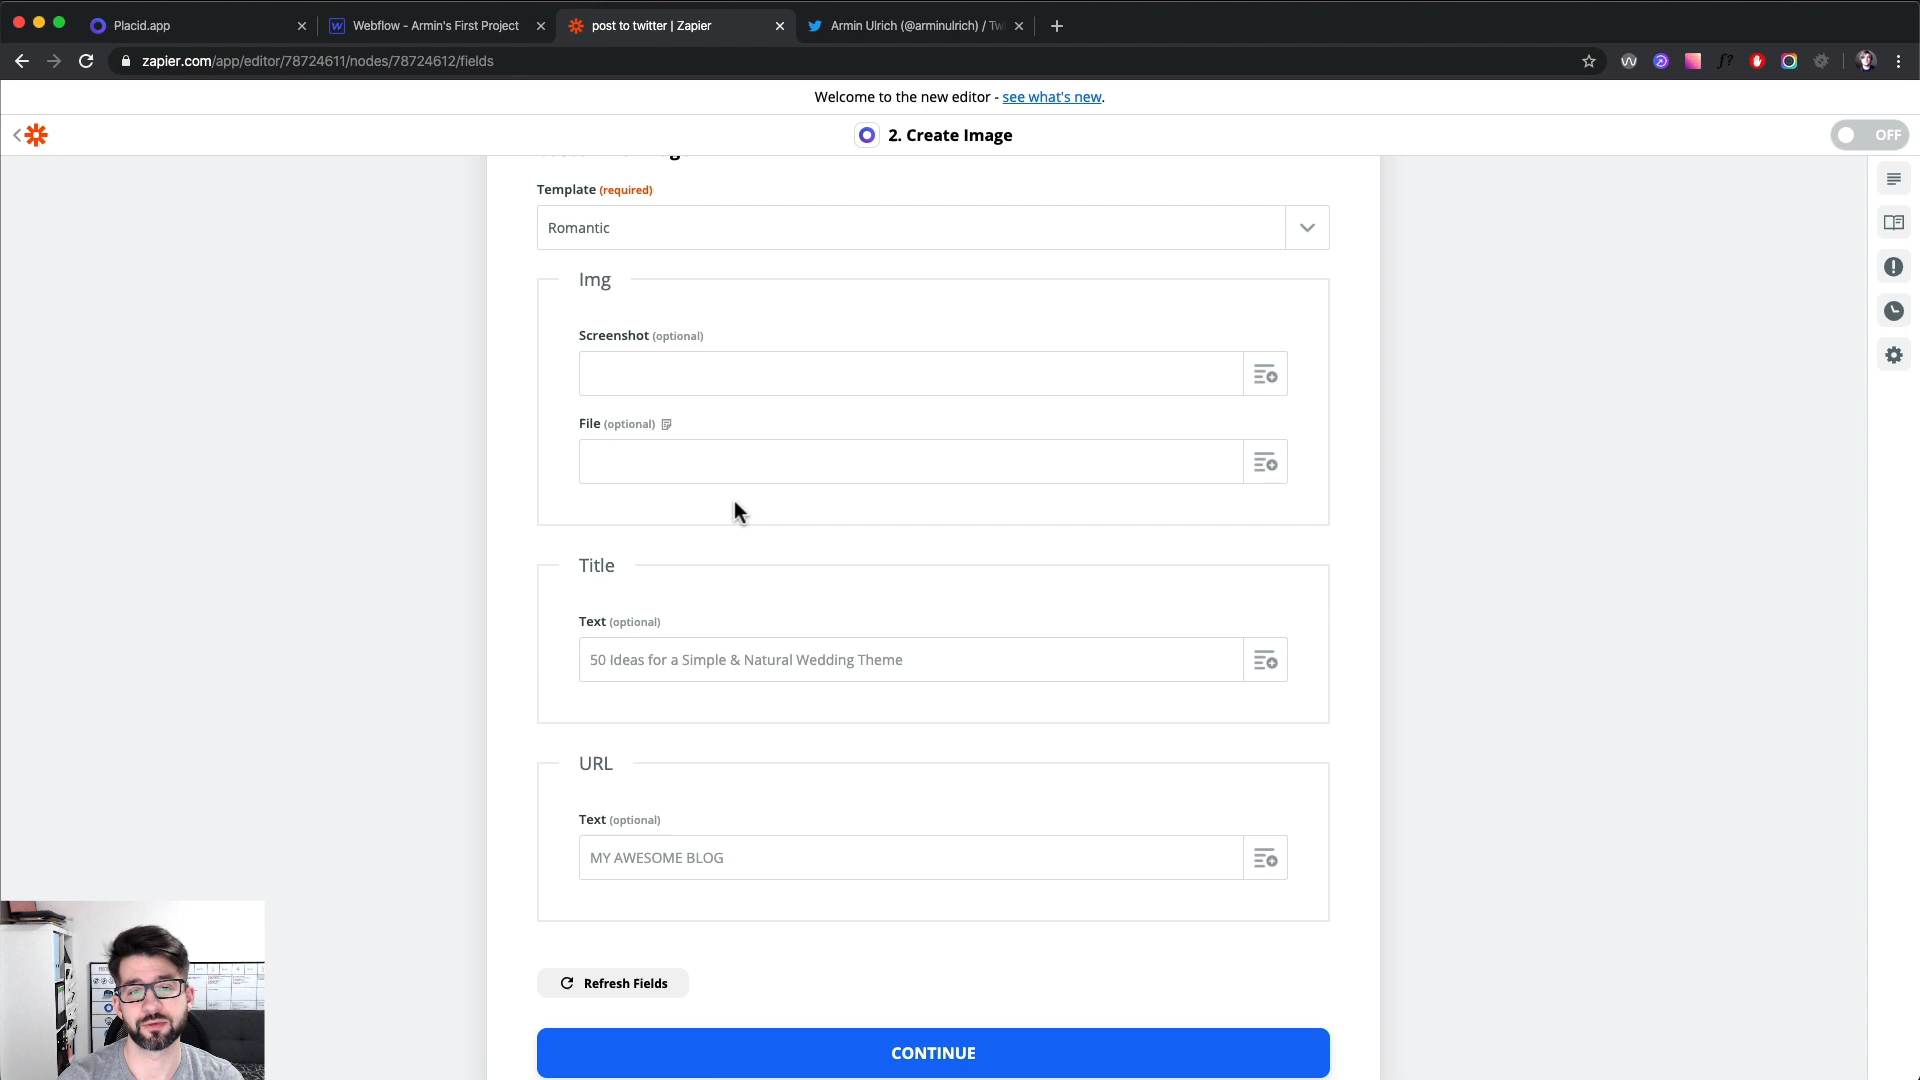 Placid.app
Webflow - Armin's First Project
post to twitter | Zapier
Armin Ulrich (@arminulrich) / Tw
zapier.com/app/editor/78724611/nodes/78724612/fields
f?
Welcome to the new editor - see what's new.
2. Create Image
OFF
Template (required)
Romantic
Img
Screenshot (optional)
File (optional)
Title
Text (optional)
50 Ideas for a Simple & Natural Wedding Theme
URL
Text (optional)
MY AWESOME BLOG
Refresh Fields
CONTINUE